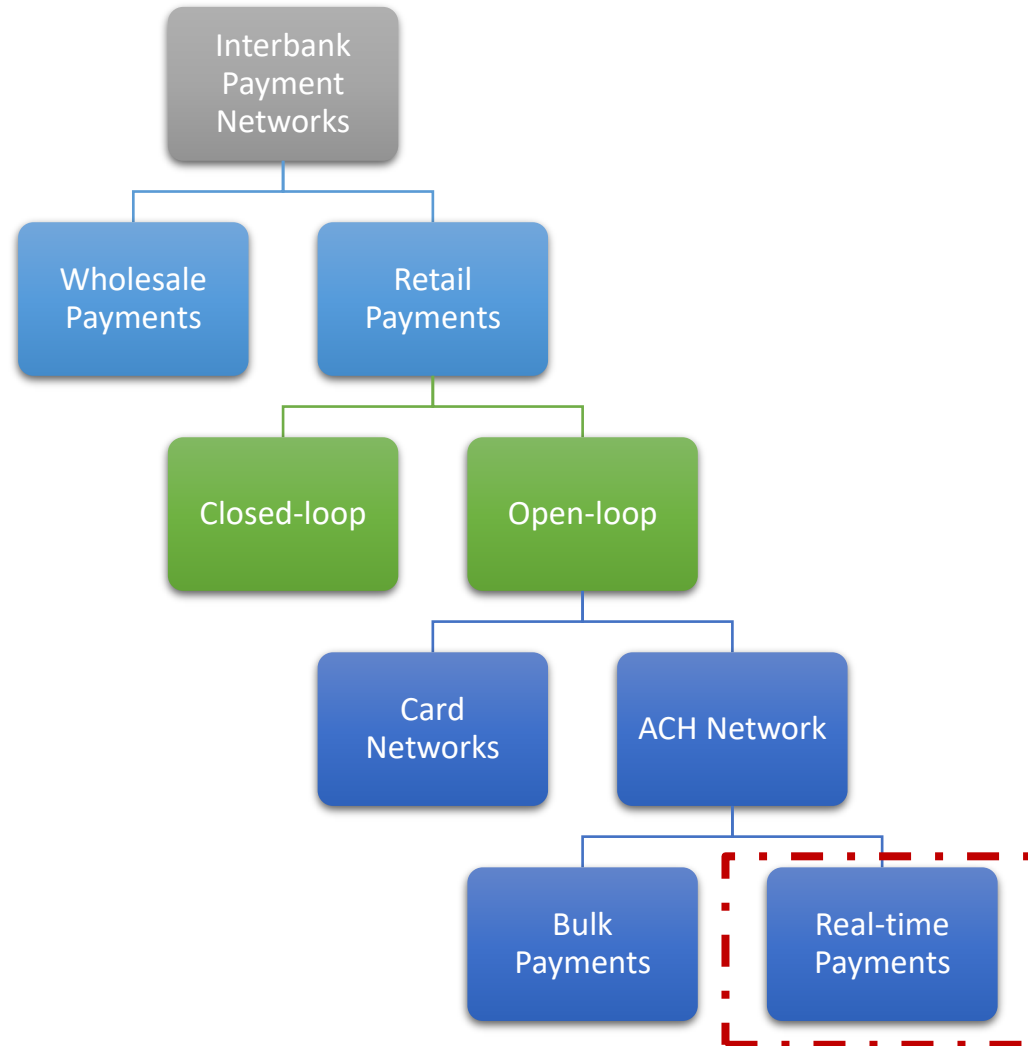 Interbank
Payment
Networks
Wholesale
Payments
Retail
Payments
Closed-loop
Open-loop
Card
Networks
ACH Network
Bulk
Payments
Real-time
Payments